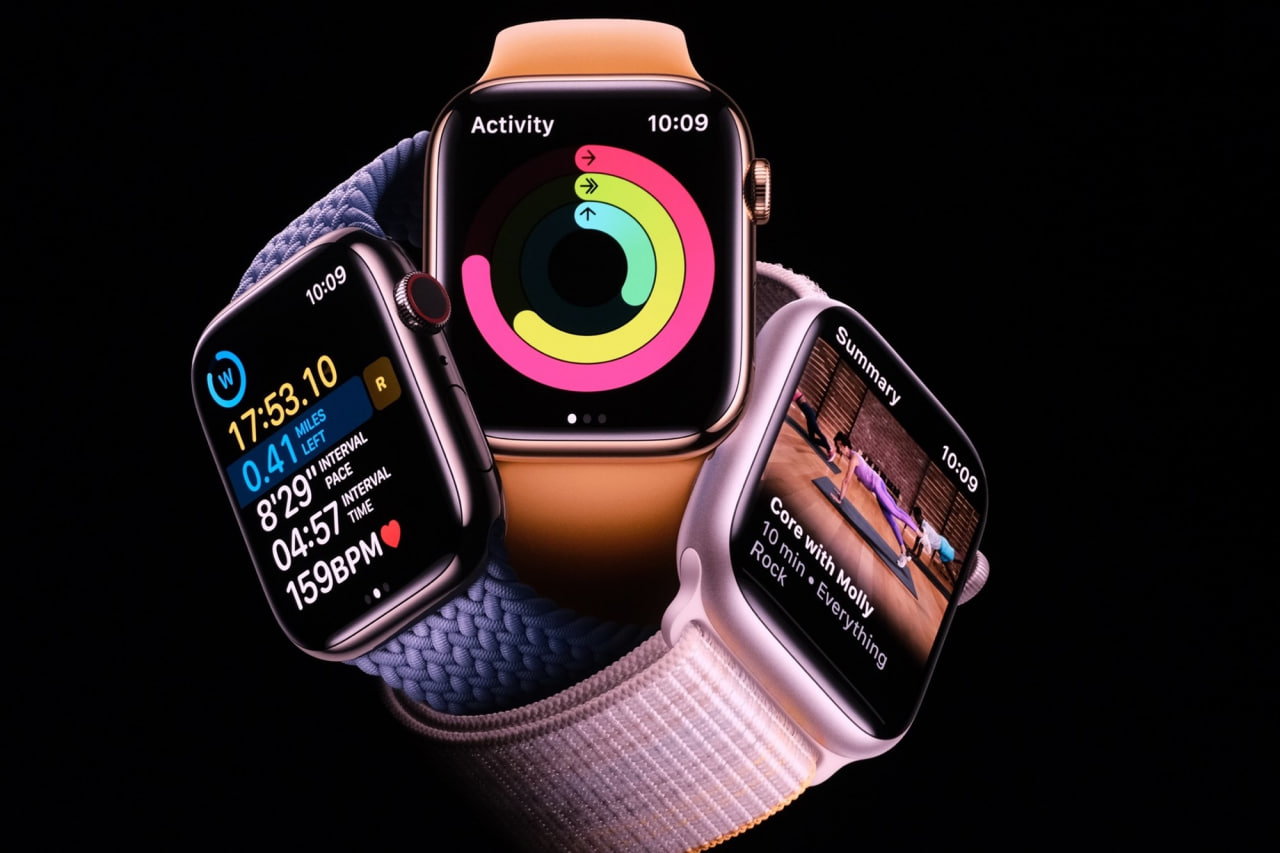 Activity 10:09
10:09
W
17:53.10
R
0.41 MILES LEFT
8'29" INTERVAL PACE
04:57 INTERVAL TIME
159BPM
Summary
10:09
Core with Molly
10 min • Everything
Rock